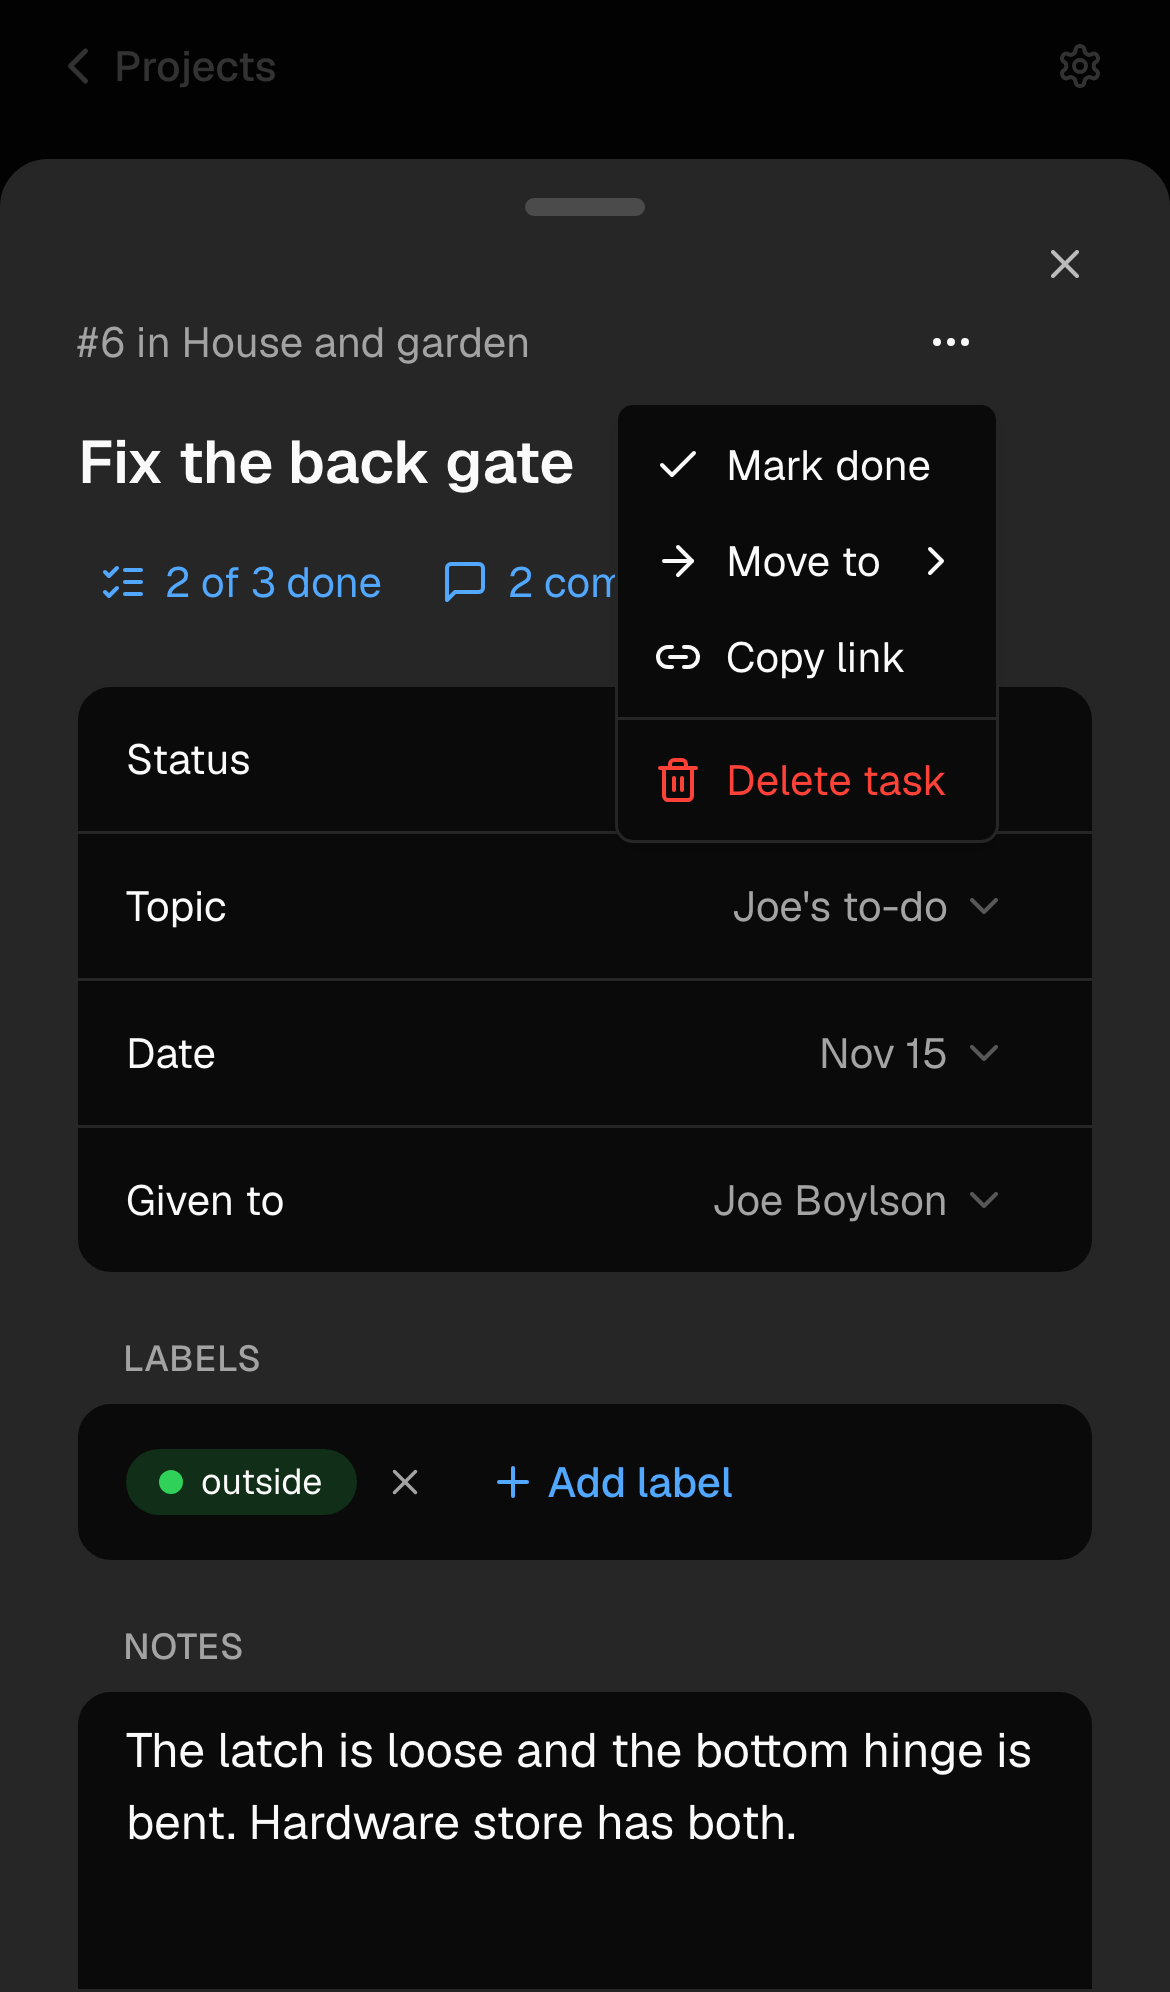 Projects
#6 in House and garden
Fix the back gate
2 of 3 done
2
Mark done
Move to
Copy link
Delete task
Status
Topic
Joe's to-do
Date
Nov 15
Given to
Joe Boylson
LABELS
outside
Add label
NOTES
The latch is loose and the bottom hinge is
bent. Hardware store has both.